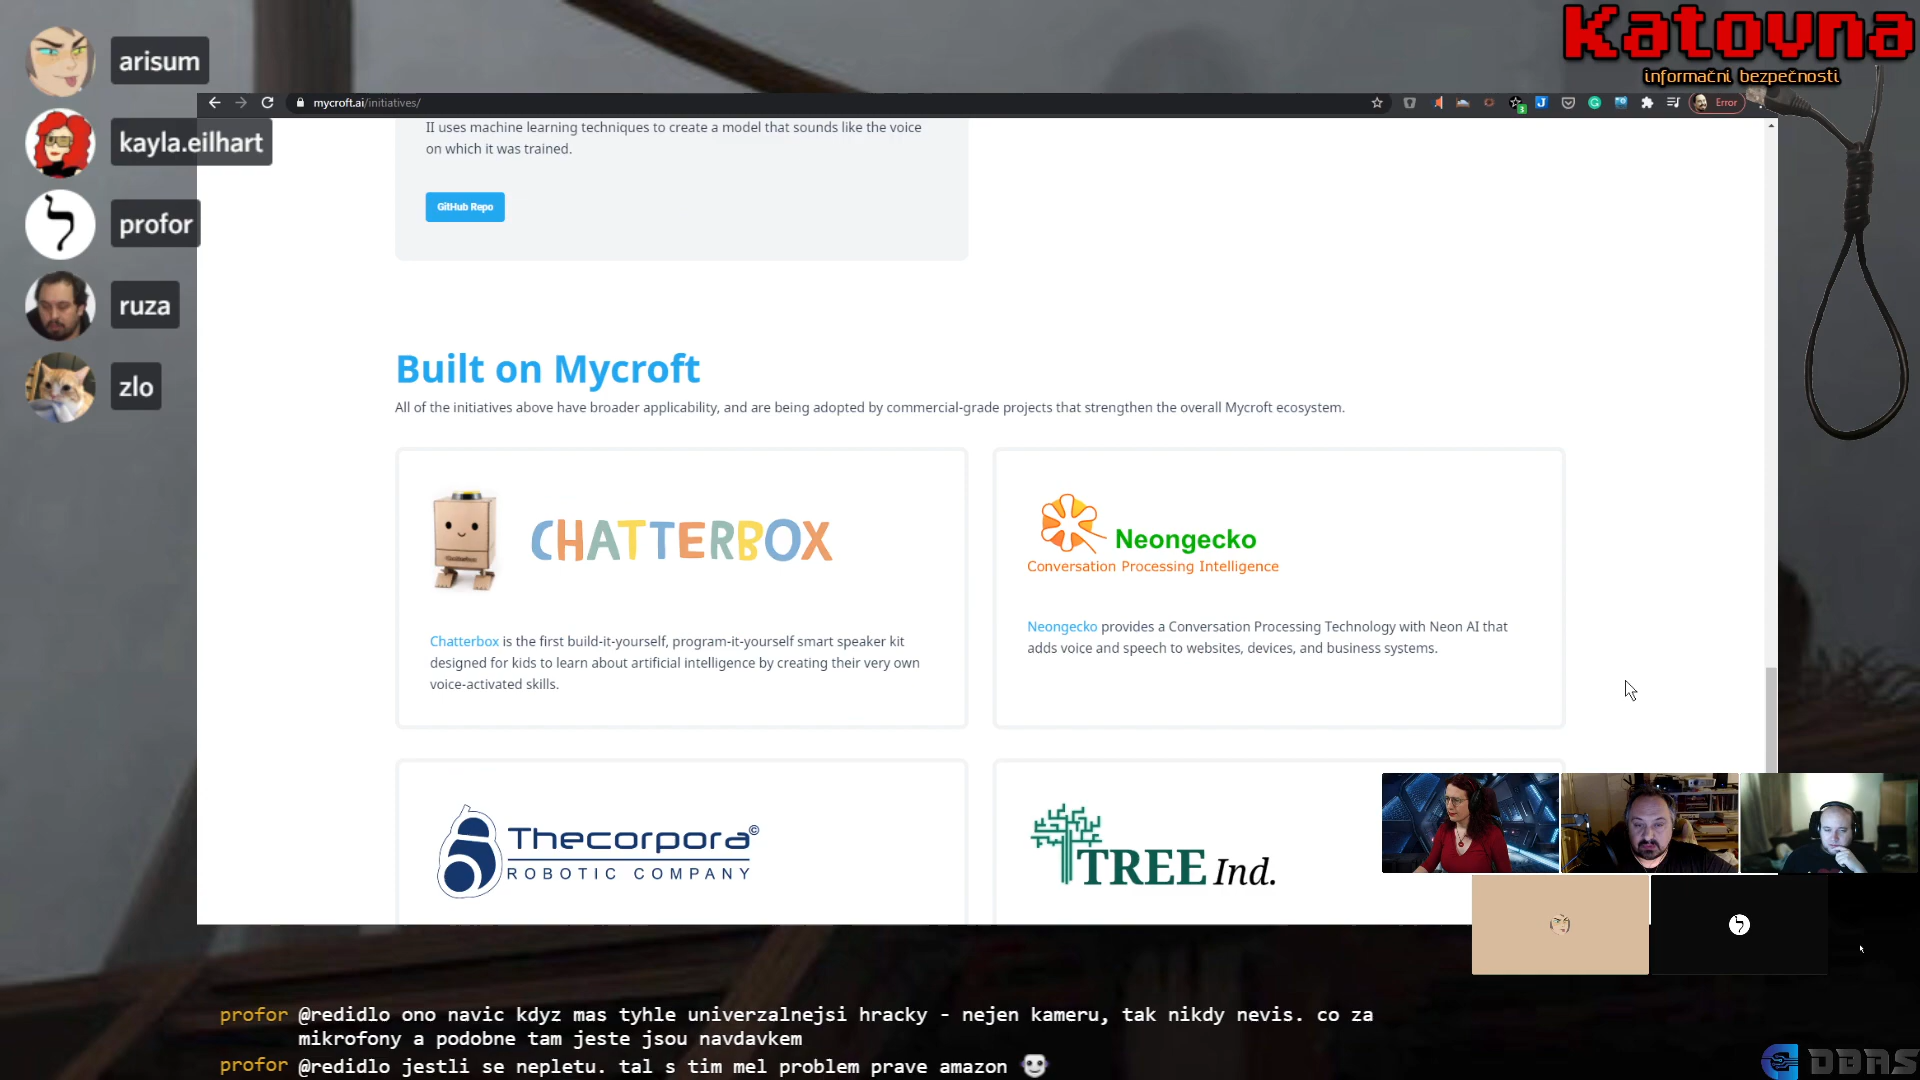 arisum
kayla.eilhart
profor
ruza
zlo
Katovna
informační bezpečnosti
mycroft.ai/initiatives/
3
J
Error
II uses machine learning techniques to create a model that sounds like the voice
on which it was trained.
GitHub Repo
Built on Mycroft
All of the initiatives above have broader applicability, and are being adopted by commercial-grade projects that strengthen the overall Mycroft ecosystem.
CHATTERBOX
Chatterbox is the first build-it-yourself, program-it-yourself smart speaker kit
designed for kids to learn about artificial intelligence by creating their very own
voice-activated skills.
Neongecko
Conversation Processing Intelligence
Neongecko provides a Conversation Processing Technology with Neon AI that
adds voice and speech to websites, devices, and business systems.
Thecorpora©
ROBOTIC COMPANY
TREE Ind.
profor @redidlo ono navic kdyz mas tyhle univerzalnejsi hracky - nejen kameru, tak nikdy nevis. co za
mikrofony a podobne tam jeste jsou navdavkem
profor @redidlo jestli se nepletu. tal s tim mel problem prave amazon
DBAS